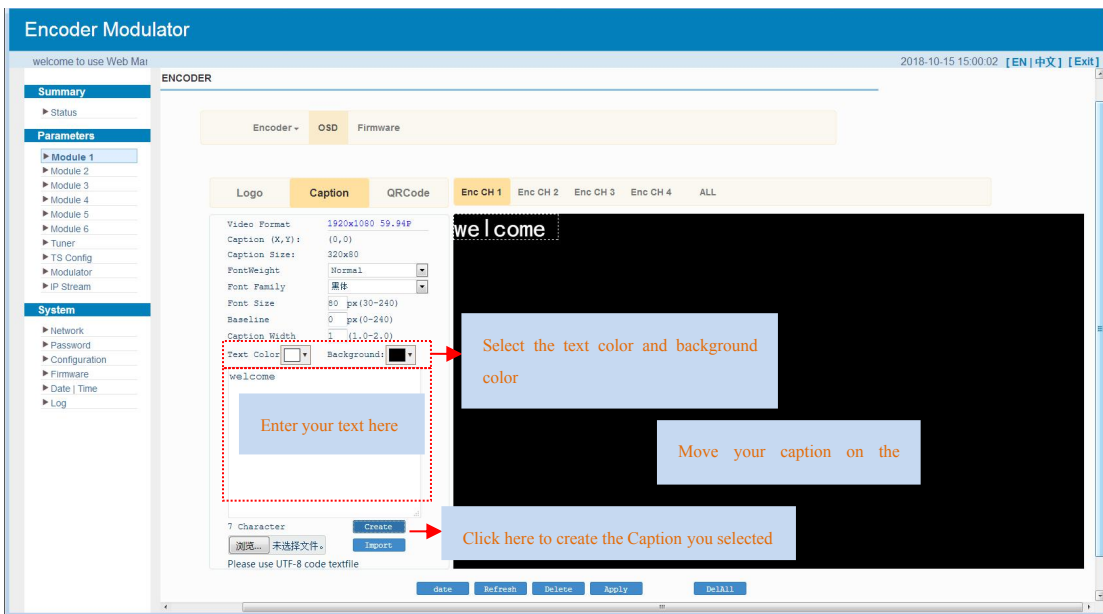 Encoder Modulator
welcome to use Web Mar
2018-10-15 15:00:02 [ EN | 中文 ] [ Exit ]
ENCODER
Summary
Status
Parameters
Module 1
Module 2
Module 3
Module 4
Module 5
Module 6
Tuner
TS Config
Modulator
IP Stream
System
Network
Password
Configuration
Firmware
Date | Time
Log
Encoder OSD Firmware
Logo Caption QRCode
Enc CH 1 Enc CH 2 Enc CH 3 Enc CH 4 ALL
Video Format 1920x1080 59.94P
Caption (X,Y): (0,0)
Caption Size: 320x80
FontWeight Normal
Font Family 黑体
Font Size 80 px(30-240)
Baseline 0 px(0-240)
Caption Width 1 (1.0-2.0)
Text Color Background:
welcome
Enter your text here
7 Character Create
浏览... 未选择文件。 Import
Please use UTF-8 code textfile
welcome
Select the text color and background
color
Move your caption on the
Click here to create the Caption you selected
date Refresh Delete Apply DelAll